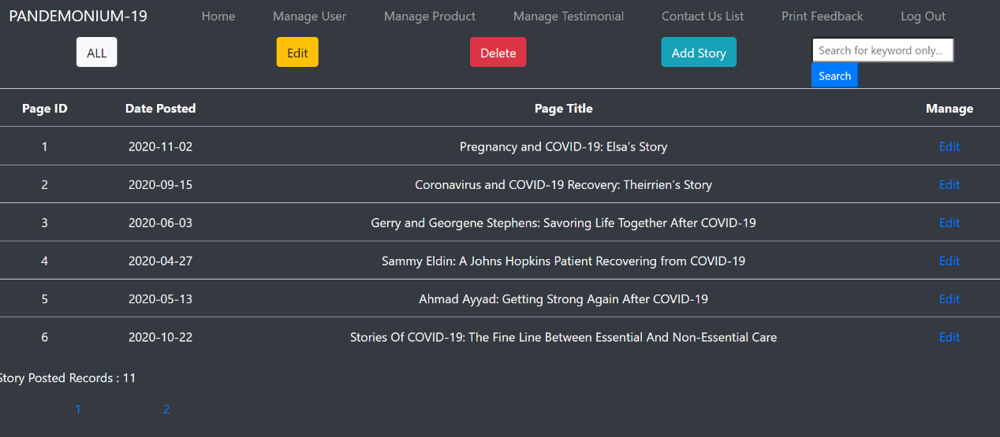 PANDEMONIUM-19 Home Manage User Manage Product Manage Testimonial Contact Us List Print Feedback Log Out
ALL Edit Delete Add Story Search for keyword only...
Search
Page ID Date Posted Page Title Manage
1 2020-11-02 Pregnancy and COVID-19: Elsa’s Story Edit
2 2020-09-15 Coronavirus and COVID-19 Recovery: Theirrien’s Story Edit
3 2020-06-03 Gerry and Georgene Stephens: Savoring Life Together After COVID-19 Edit
4 2020-04-27 Sammy Eldin: A Johns Hopkins Patient Recovering from COVID-19 Edit
5 2020-05-13 Ahmad Ayyad: Getting Strong Again After COVID-19 Edit
6 2020-10-22 Stories Of COVID-19: The Fine Line Between Essential And Non-Essential Care Edit
Story Posted Records : 11
1 2